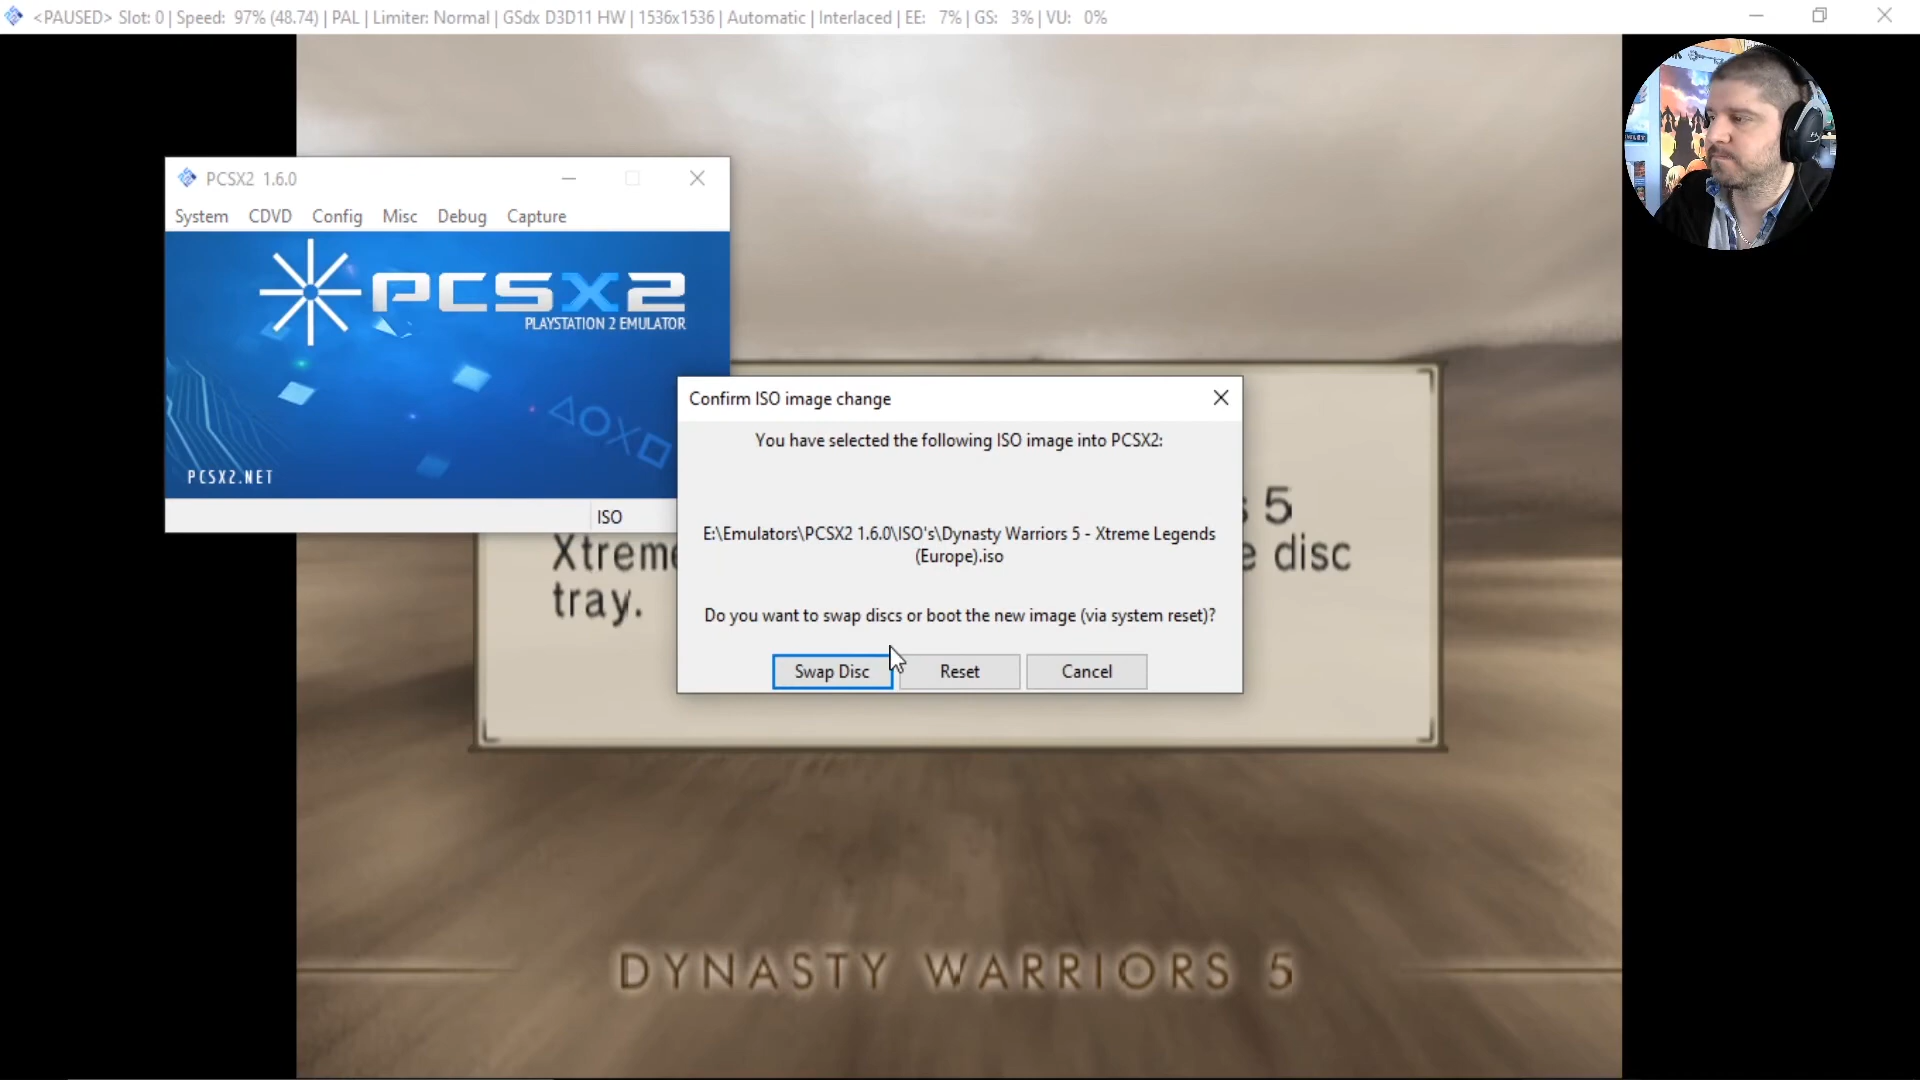 <PAUSED> Slot: 0 | Speed: 97% (48.74) | PAL | Limiter: Normal | GSdx D3D11 HW | 1536x1536 | Automatic | Interlaced | EE: 7% | GS: 3% | VU: 0%
PCSX2 1.6.0
System CDVD Config Misc Debug Capture
PCSX2
PLAYSTATION 2 EMULATOR
PCSX2.NET
ISO
Confirm ISO image change
You have selected the following ISO image into PCSX2:
E:\Emulators\PCSX2 1.6.0\ISO's\Dynasty Warriors 5 - Xtreme Legends
(Europe).iso
Do you want to swap discs or boot the new image (via system reset)?
Swap Disc Reset Cancel
5
Xtreme disc
tray.
DYNASTY WARRIORS 5